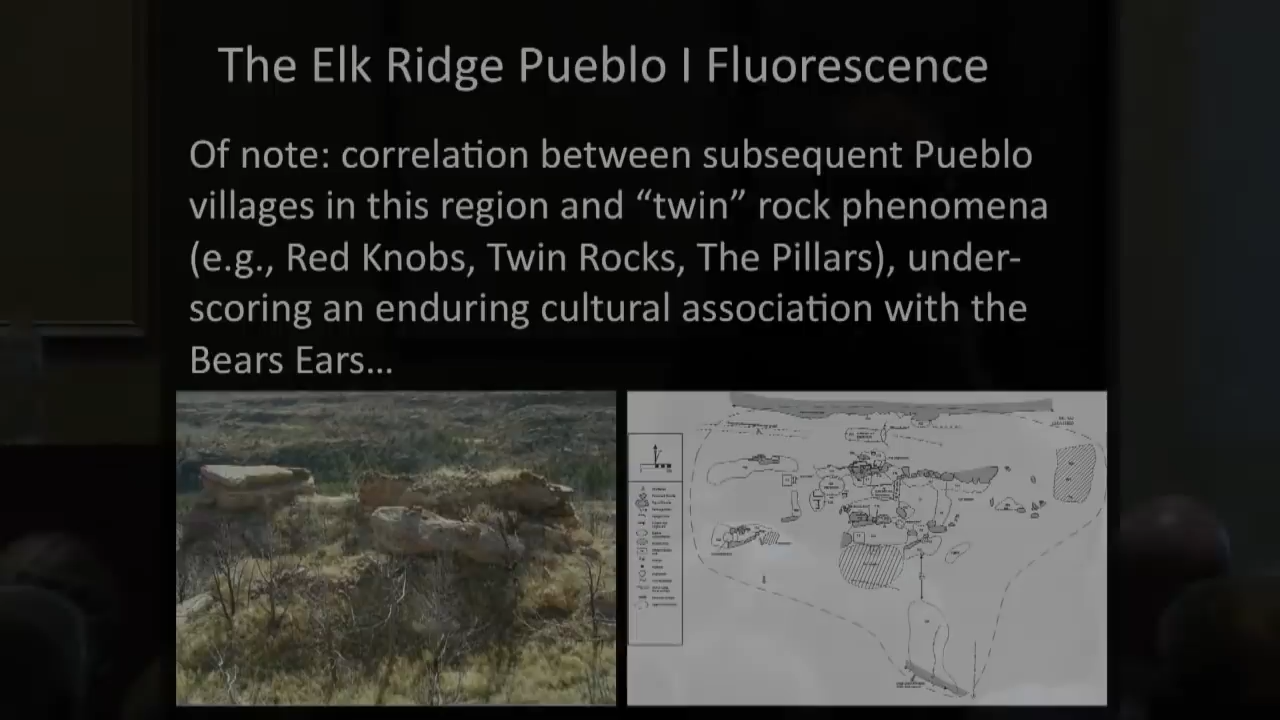 The Elk Ridge Pueblo I Fluorescence
Of note: correlation between subsequent Pueblo
villages in this region and “twin” rock phenomena
(e.g., Red Knobs, Twin Rocks, The Pillars), under-
scoring an enduring cultural association with the
Bears Ears…